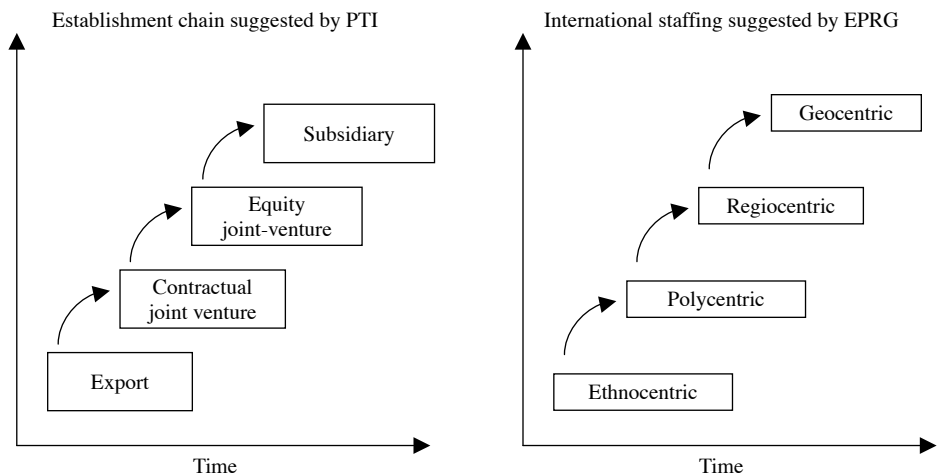 Establishment chain suggested by PTI
Subsidiary
Equity
joint-venture
Contractual
joint venture
Export
Time
International staffing suggested by EPRG
Geocentric
Regiocentric
Polycentric
Ethnocentric
Time